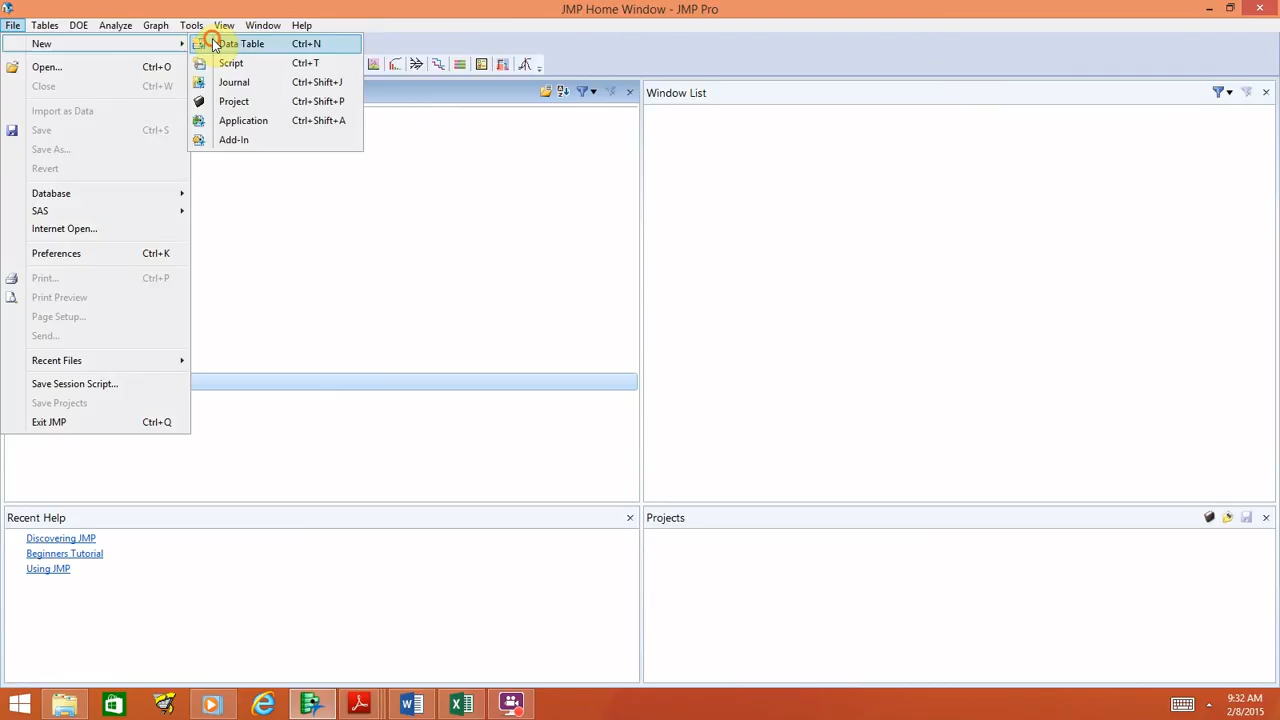 JMP Home Window - JMP Pro
File Tables DOE Analyze Graph Tools View Window Help
New
Open... Ctrl+O
Close Ctrl+W
Import as Data
Save Ctrl+S
Save As...
Revert
Database
SAS
Internet Open...
Preferences Ctrl+K
Print... Ctrl+P
Print Preview
Page Setup...
Send...
Recent Files
Save Session Script...
Save Projects
Exit JMP Ctrl+Q
Data Table Ctrl+N
Script Ctrl+T
Journal Ctrl+Shift+J
Project Ctrl+Shift+P
Application Ctrl+Shift+A
Add-In
Window List
Recent Help
Discovering JMP
Beginners Tutorial
Using JMP
Projects
9:32 AM
2/8/2015